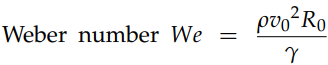 Weber number We = ρv₀²R₀ / γ